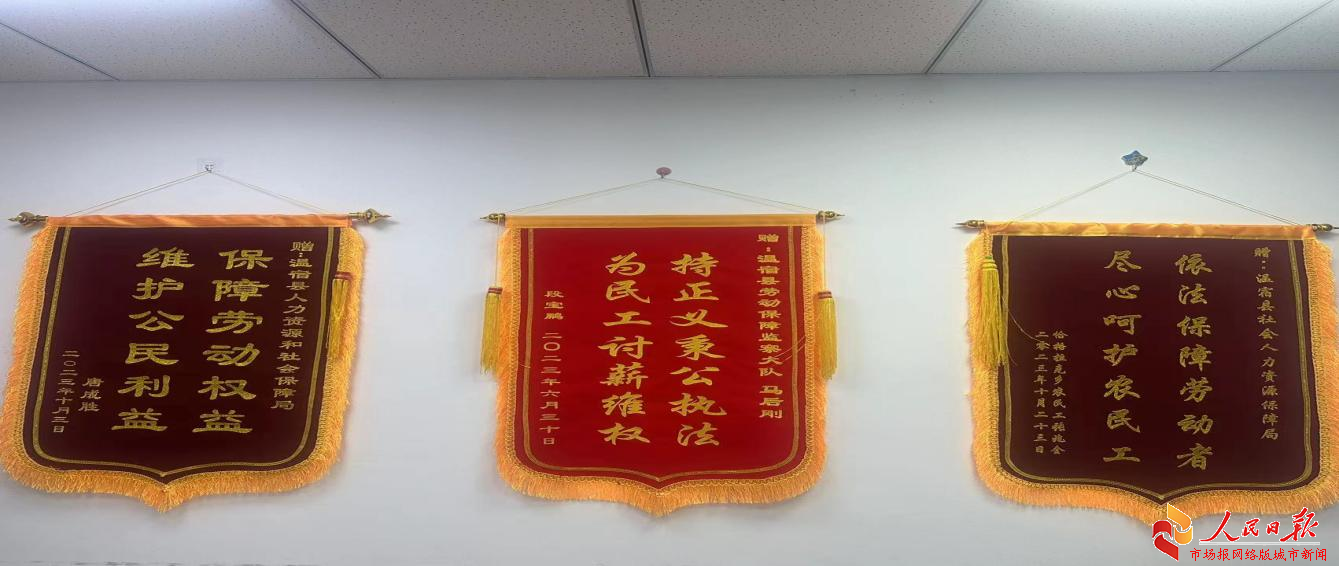 赠：温宿县人力资源和社会保障局
保障劳动权益
维护公民利益
唐成胜
二〇二三年十月二日
赠：温宿县劳动保障监察大队 马后刚
持正义秉公执法
为民工讨薪维权
段宝鹏 二〇二三年六月三十日
赠：温宿县社会人力资源保障局
依法保障劳动者
尽心呵护农民工
恰格拉克乡农民工张兆全
二零二三年十月二十三日
人民日报
市场报网络版城市新闻